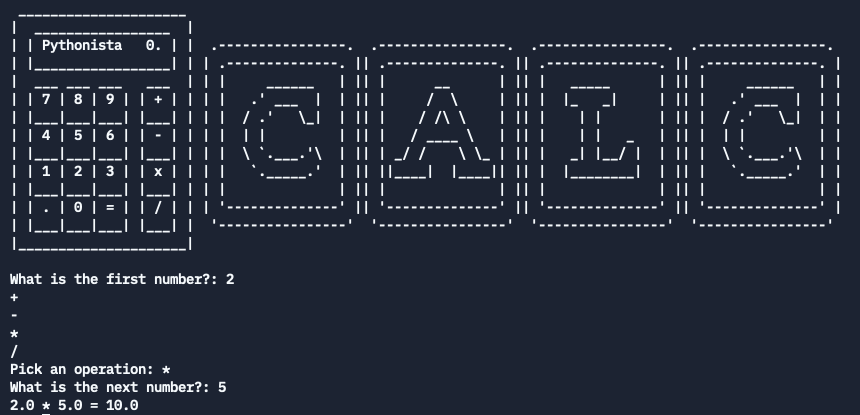 Pythonista 0.
CALC
7 8 9 +
4 5 6 -
1 2 3 x
. 0 = /
What is the first number?: 2
+
-
*
/
Pick an operation: *
What is the next number?: 5
2.0 * 5.0 = 10.0